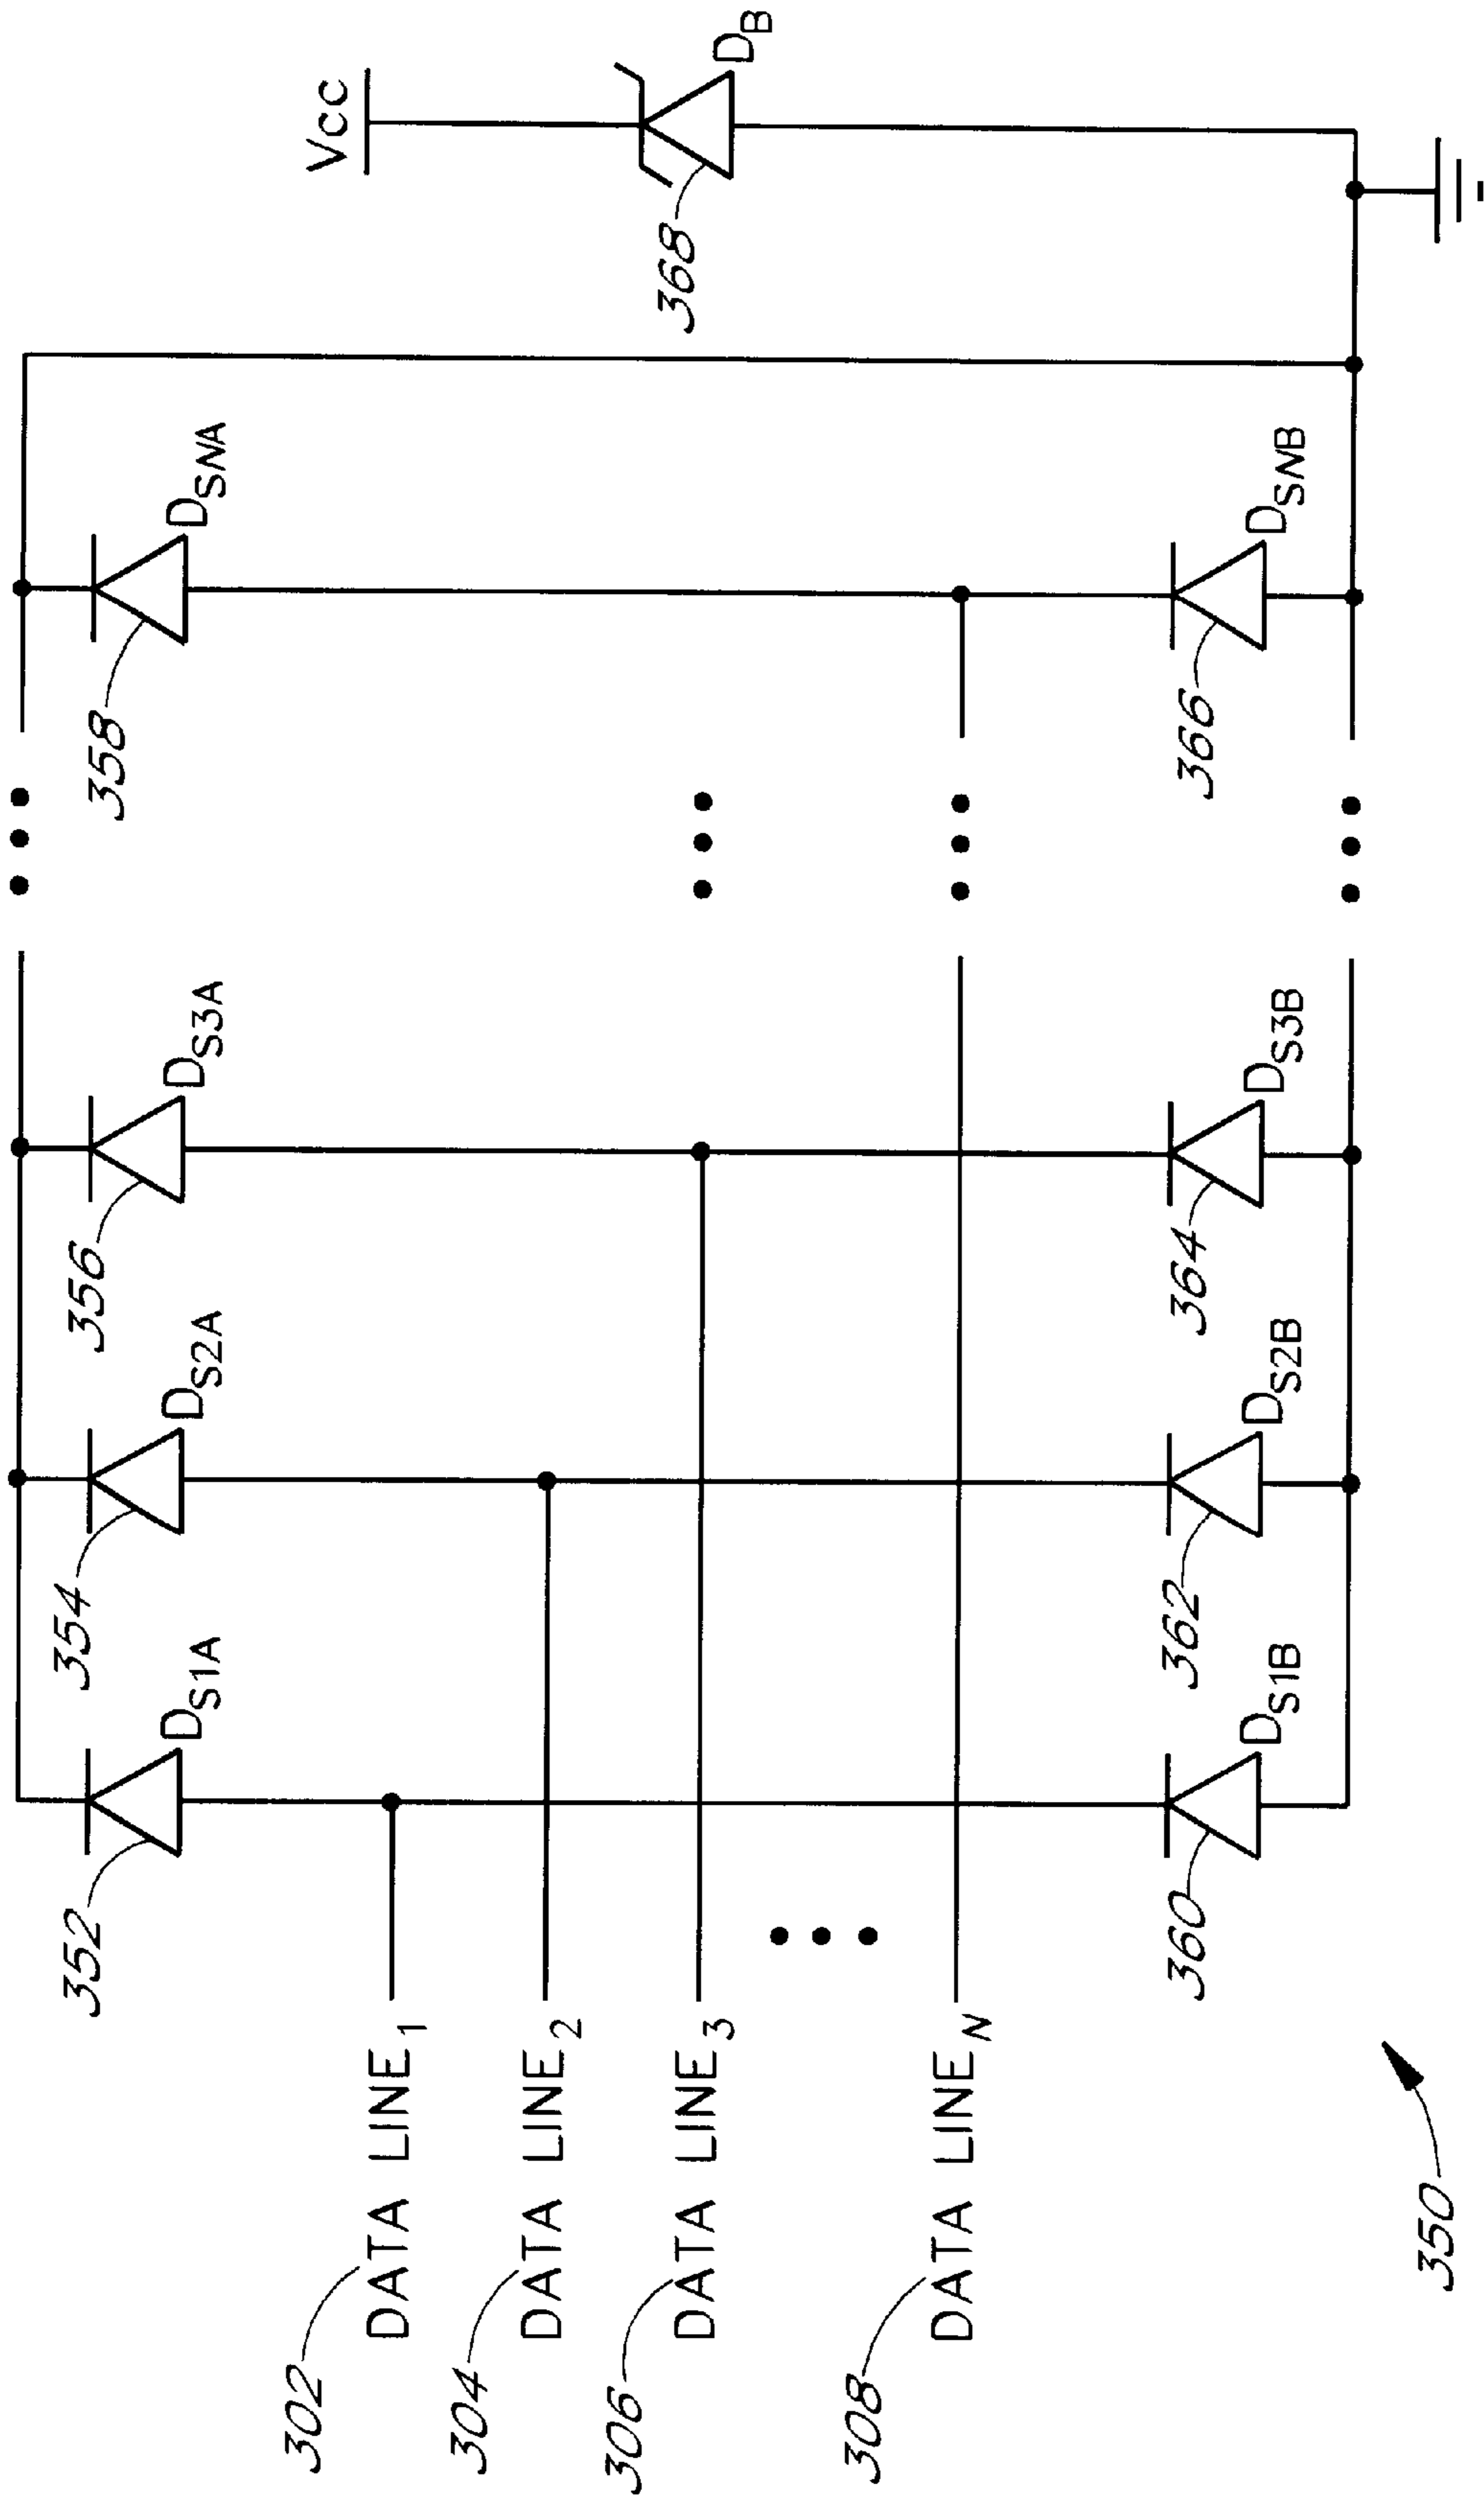 Vcc
352
D_S1A
354
D_S2A
356
D_S3A
358
D_SNA
368
D_B
302
DATA LINE_1
304
DATA LINE_2
306
DATA LINE_3
308
DATA LINE_N
360
D_S1B
362
D_S2B
364
D_S3B
366
D_SNB
350